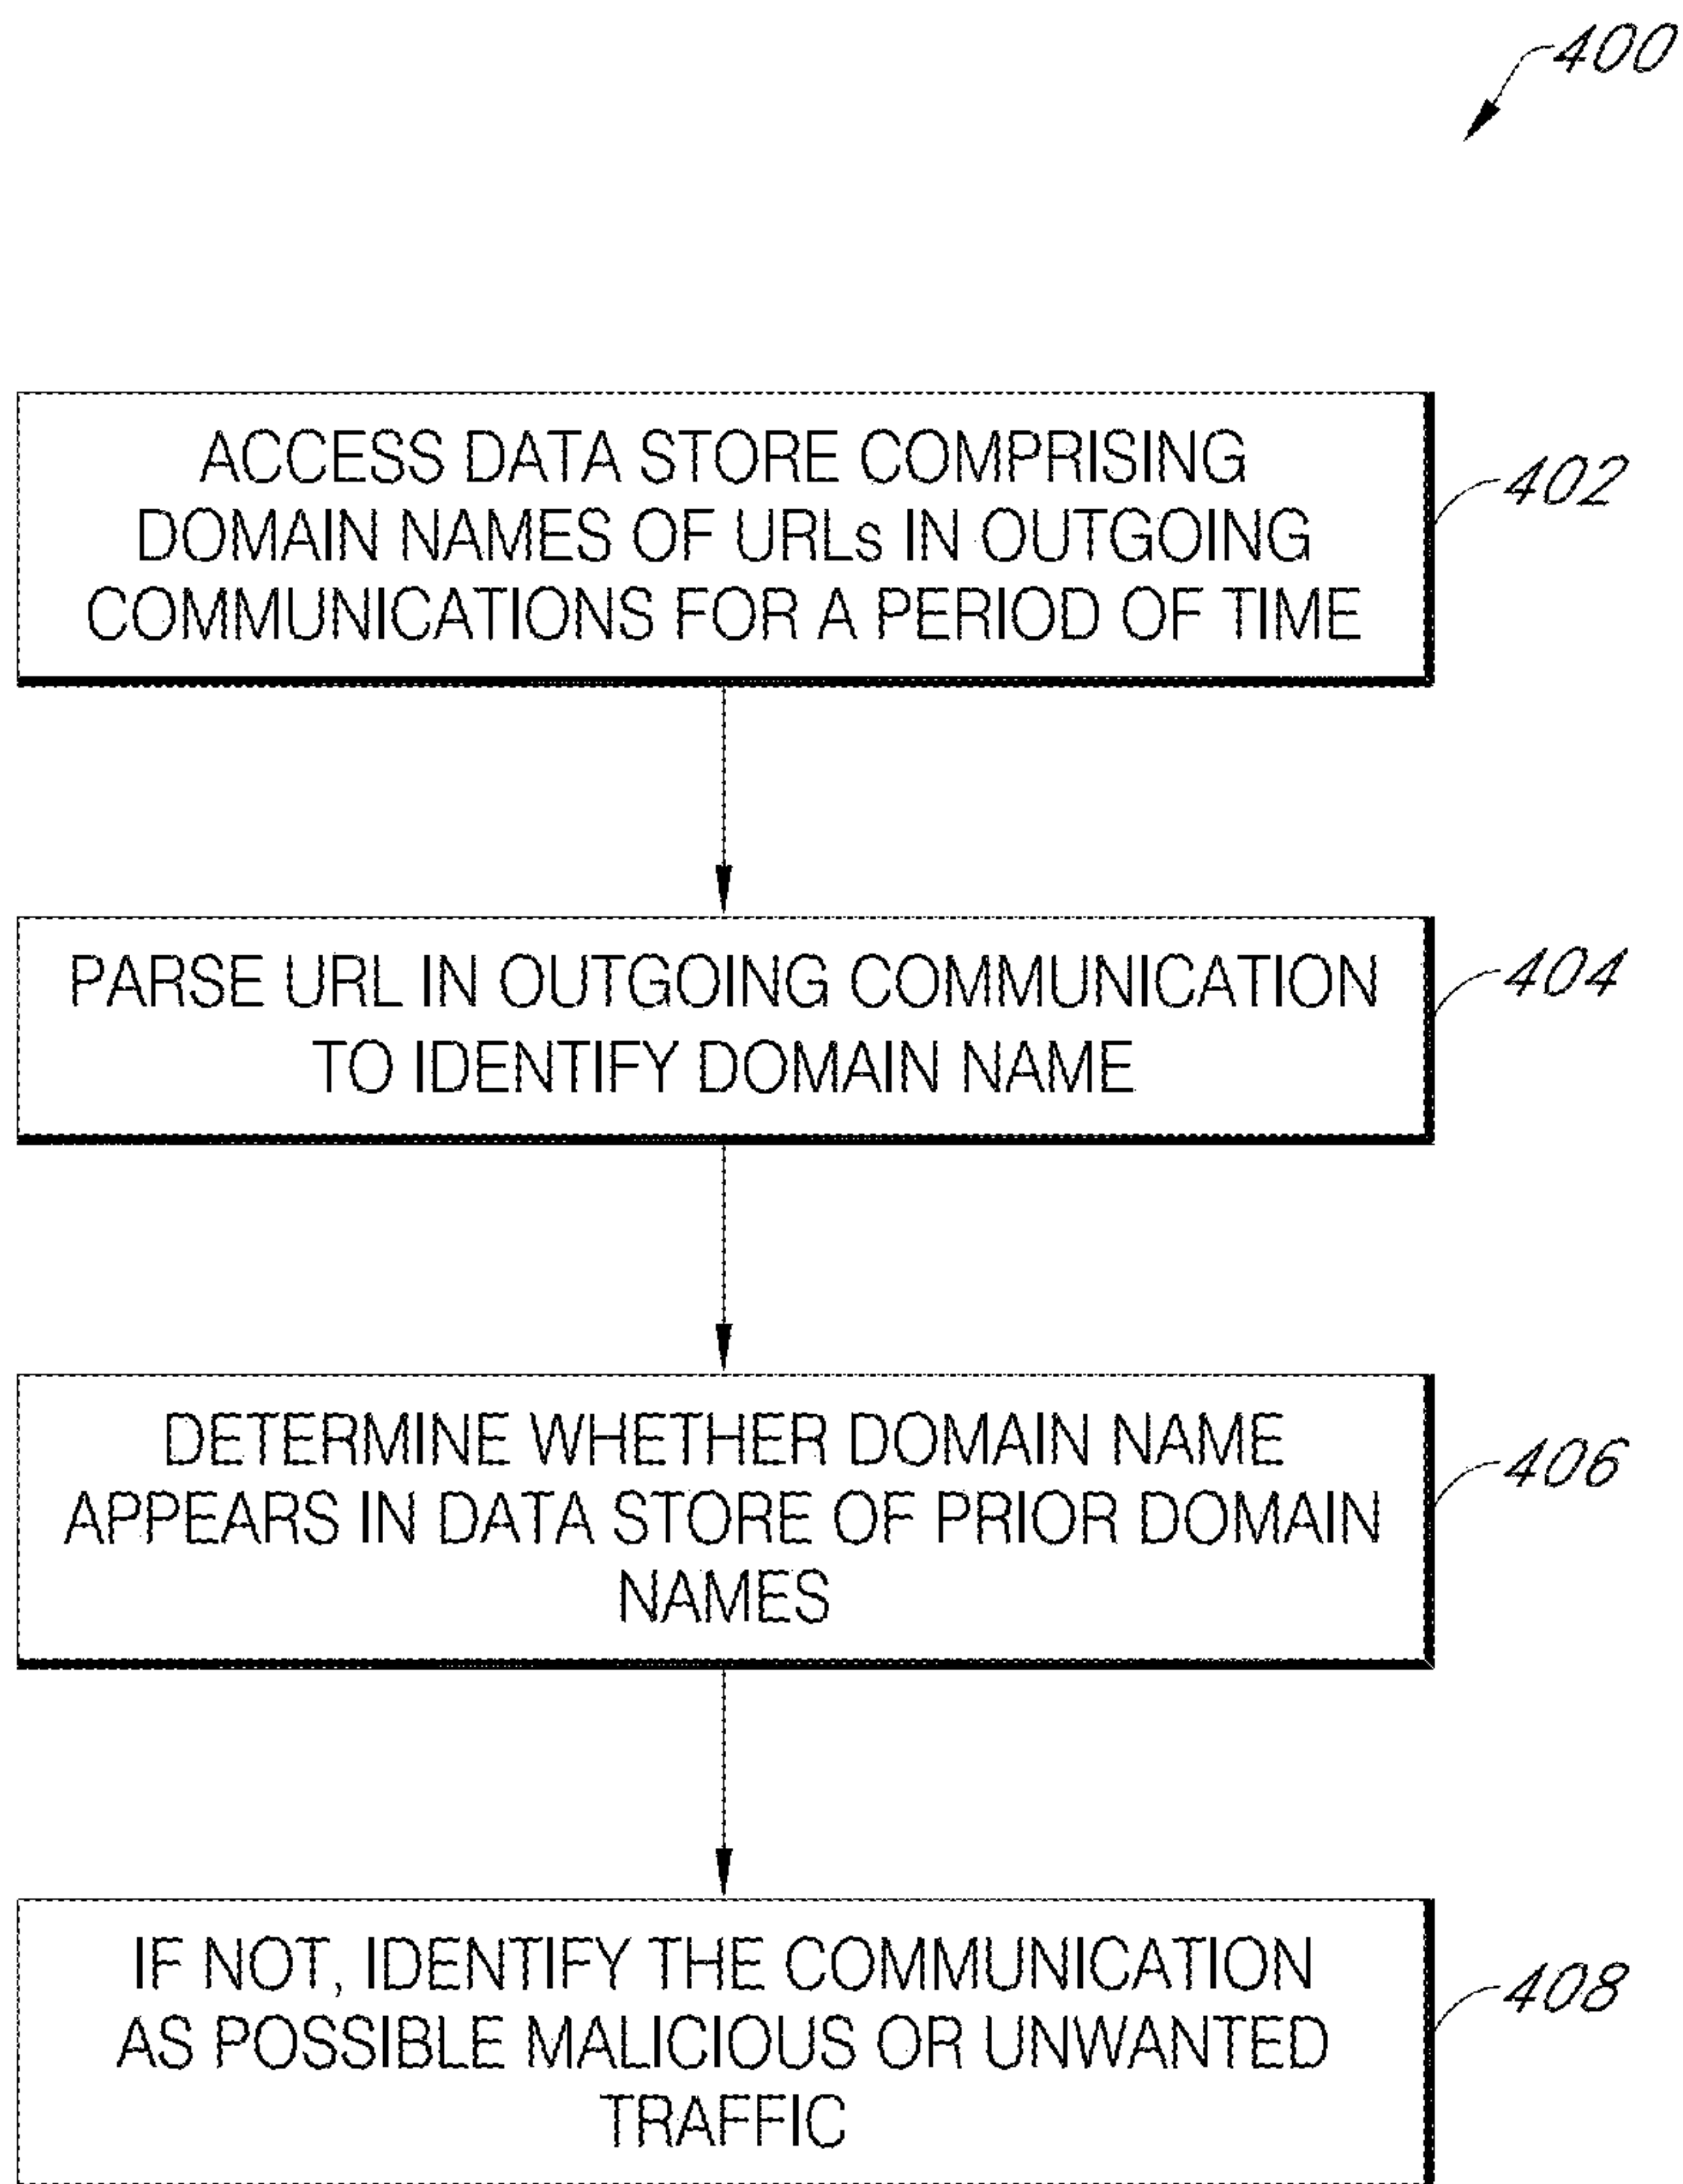 400
ACCESS DATA STORE COMPRISING
DOMAIN NAMES OF URLs IN OUTGOING
COMMUNICATIONS FOR A PERIOD OF TIME
402
PARSE URL IN OUTGOING COMMUNICATION
TO IDENTIFY DOMAIN NAME
404
DETERMINE WHETHER DOMAIN NAME
APPEARS IN DATA STORE OF PRIOR DOMAIN
NAMES
406
IF NOT, IDENTIFY THE COMMUNICATION
AS POSSIBLE MALICIOUS OR UNWANTED
TRAFFIC
408